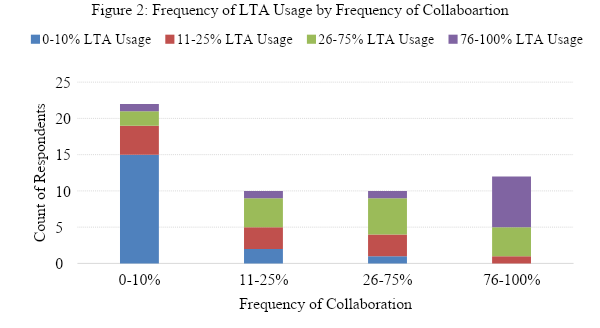 Figure 2: Frequency of LTA Usage by Frequency of Collaboartion
0-10% LTA Usage 11-25% LTA Usage 26-75% LTA Usage 76-100% LTA Usage
25
20
15
10
5
0
Count of Respondents
0-10% 11-25% 26-75% 76-100%
Frequency of Collaboration